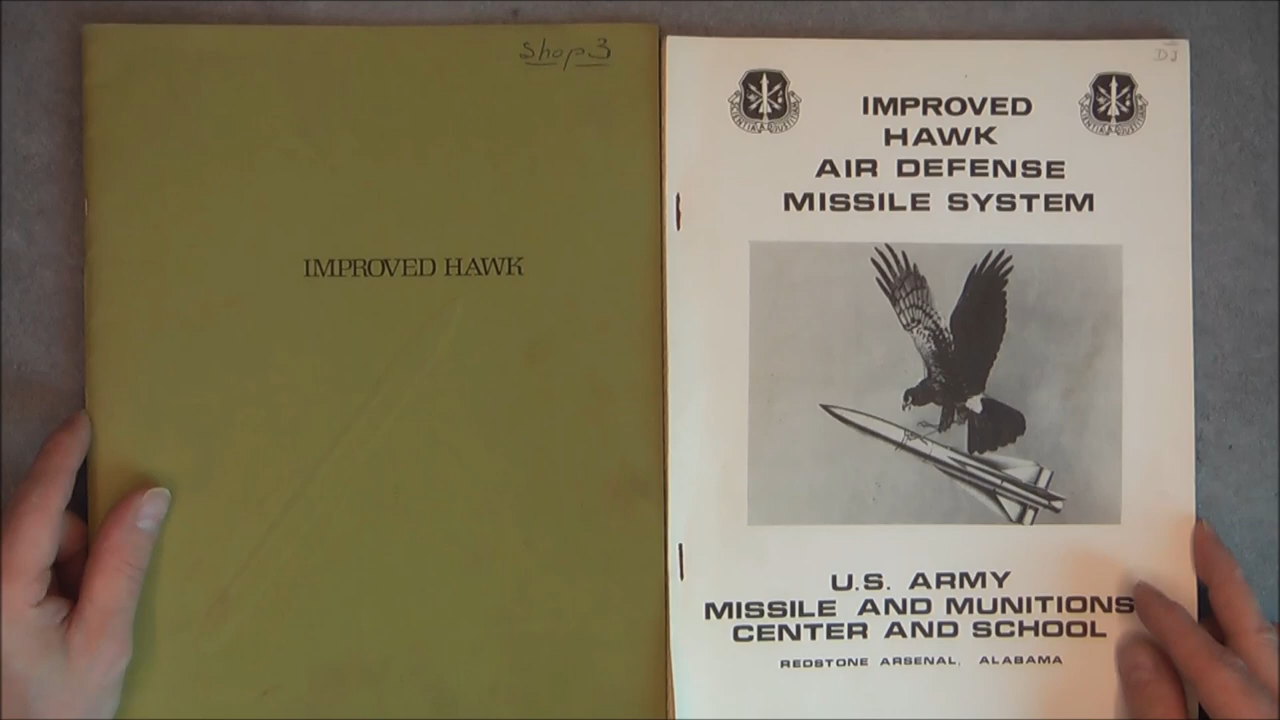 Shop 3
IMPROVED HAWK
DJ
IMPROVED
HAWK
AIR DEFENSE
MISSILE SYSTEM
U.S. ARMY
MISSILE AND MUNITIONS
CENTER AND SCHOOL
REDSTONE ARSENAL, ALABAMA